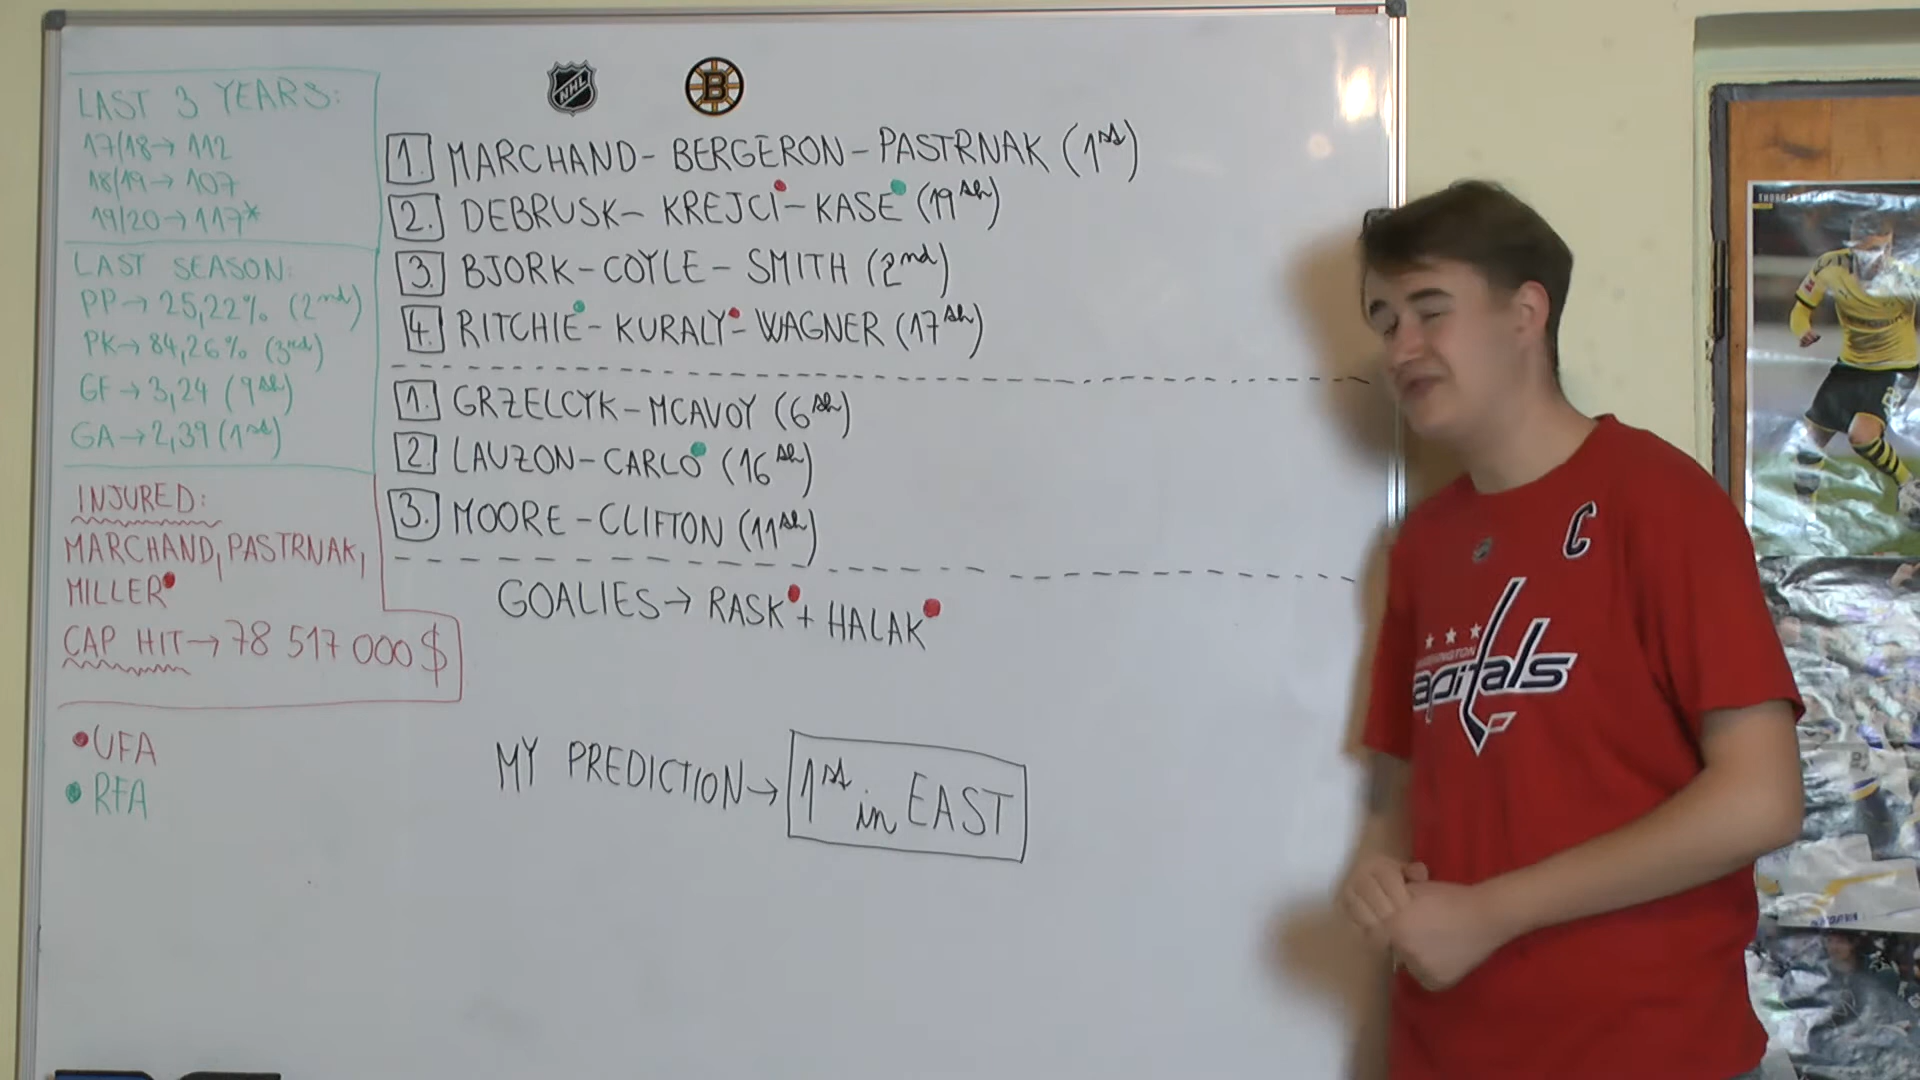 LAST 3 YEARS:
17/18→ 112
18/19→ 107
19/20→ 117*
LAST SEASON:
PP→ 25,22% (2nd)
PK→ 84,26% (3rd)
GF→ 3,24 (9th)
GA→ 2,39 (1st)
INJURED:
MARCHAND, PASTRNAK,
MILLER
CAP HIT→ 78 517 000$
UFA
RFA
NHL
B
1. MARCHAND- BERGERON-PASTRNAK (1st)
2. DEBRUSK- KREJCI-KASE (19th)
3. BJORK-COYLE- SMITH (2nd)
4. RITCHIE- KURALY-WAGNER (17th)
1. GRZELCYK-MCAVOY (6th)
2. LAUZON-CARLO (16th)
3. MOORE-CLIFTON (11th)
GOALIES→ RASK + HALAK
MY PREDICTION→ 1st in EAST
C
WASHINGTON
capitals